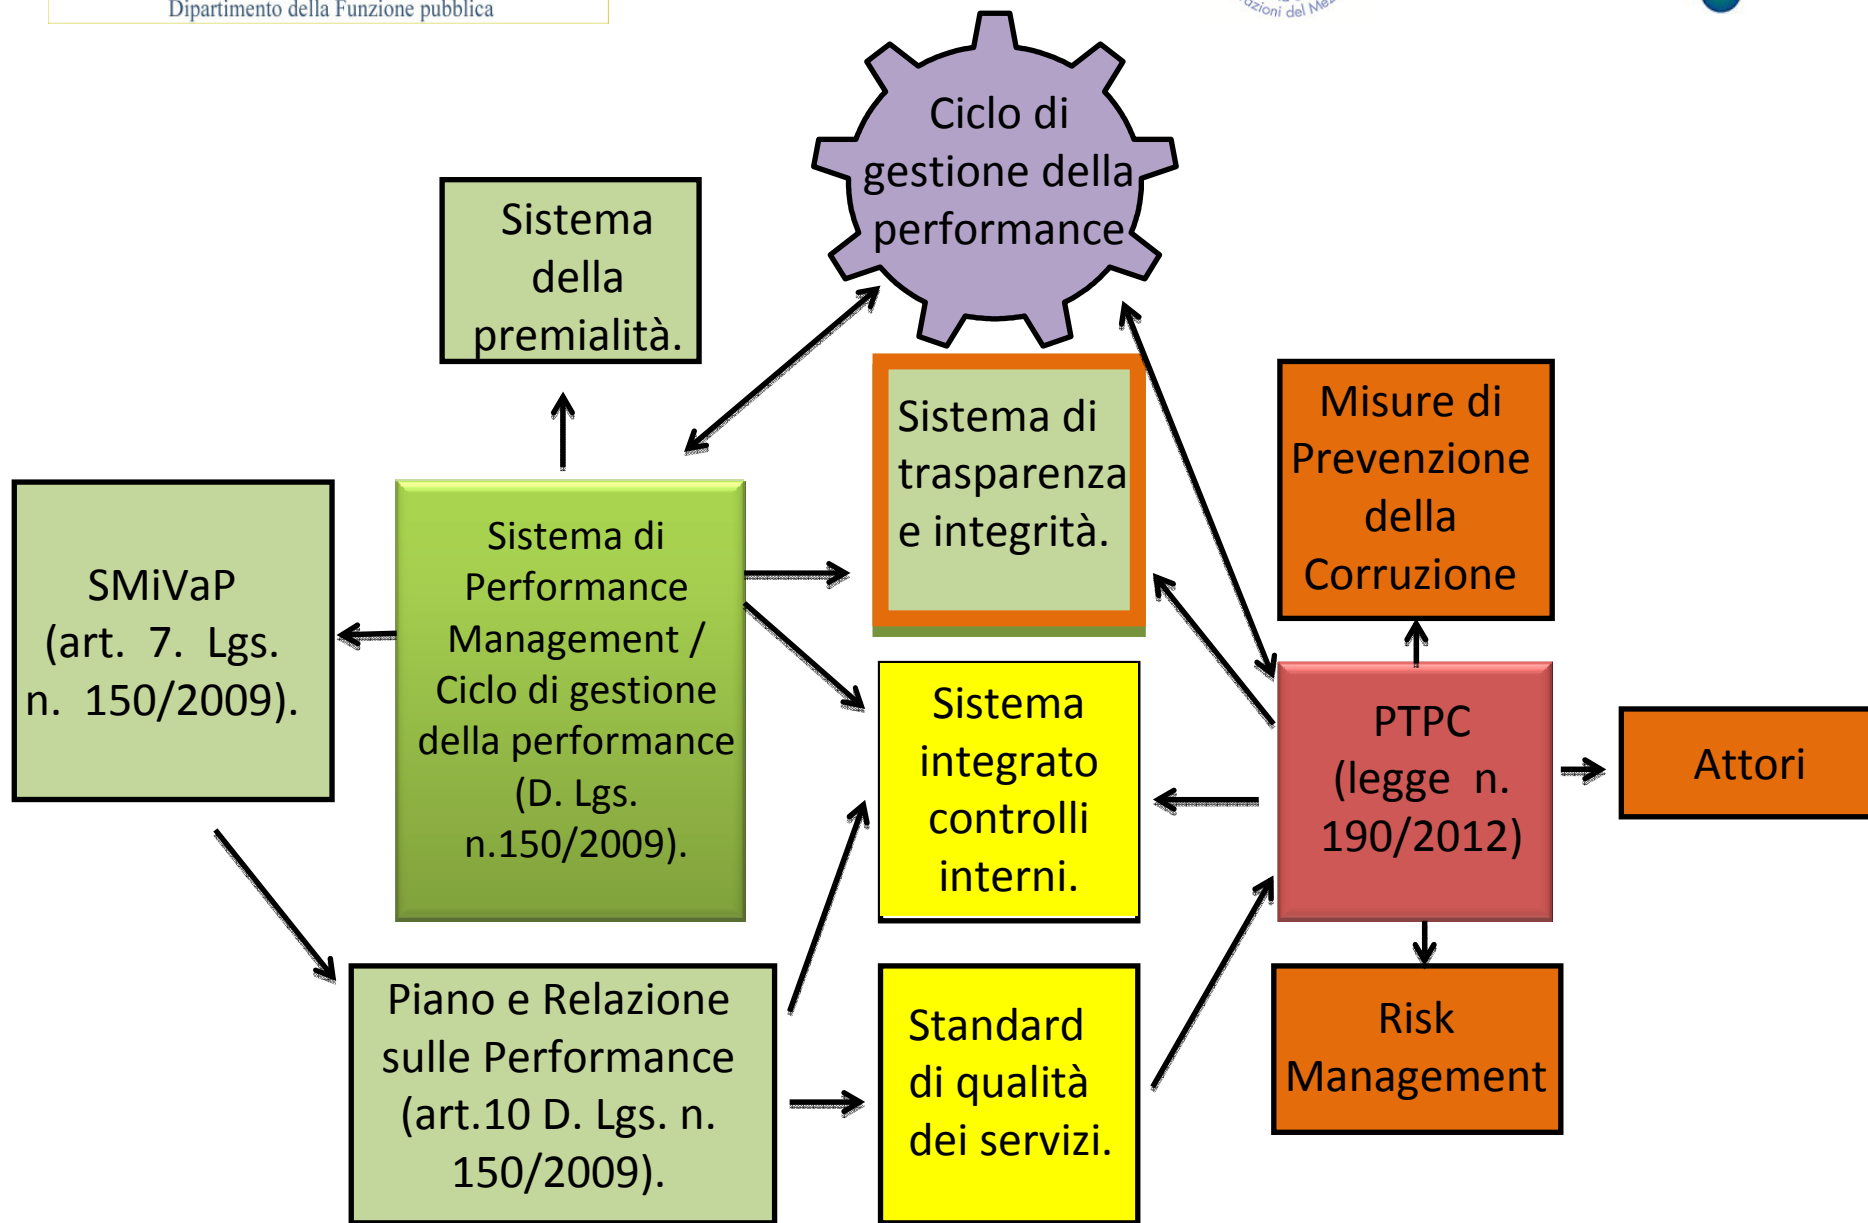 Dipartimento della Funzione pubblica
Ciclo di
gestione della
performance
Sistema
della
premialità.
Sistema di
trasparenza
e integrità.
Misure di
Prevenzione
della
Corruzione
SMiVaP
(art. 7. Lgs.
n. 150/2009).
Sistema di
Performance
Management /
Ciclo di gestione
della performance
(D. Lgs.
n.150/2009).
Sistema
integrato
controlli
interni.
PTPC
(legge n.
190/2012)
Attori
Piano e Relazione
sulle Performance
(art.10 D. Lgs. n.
150/2009).
Standard
di qualità
dei servizi.
Risk
Management